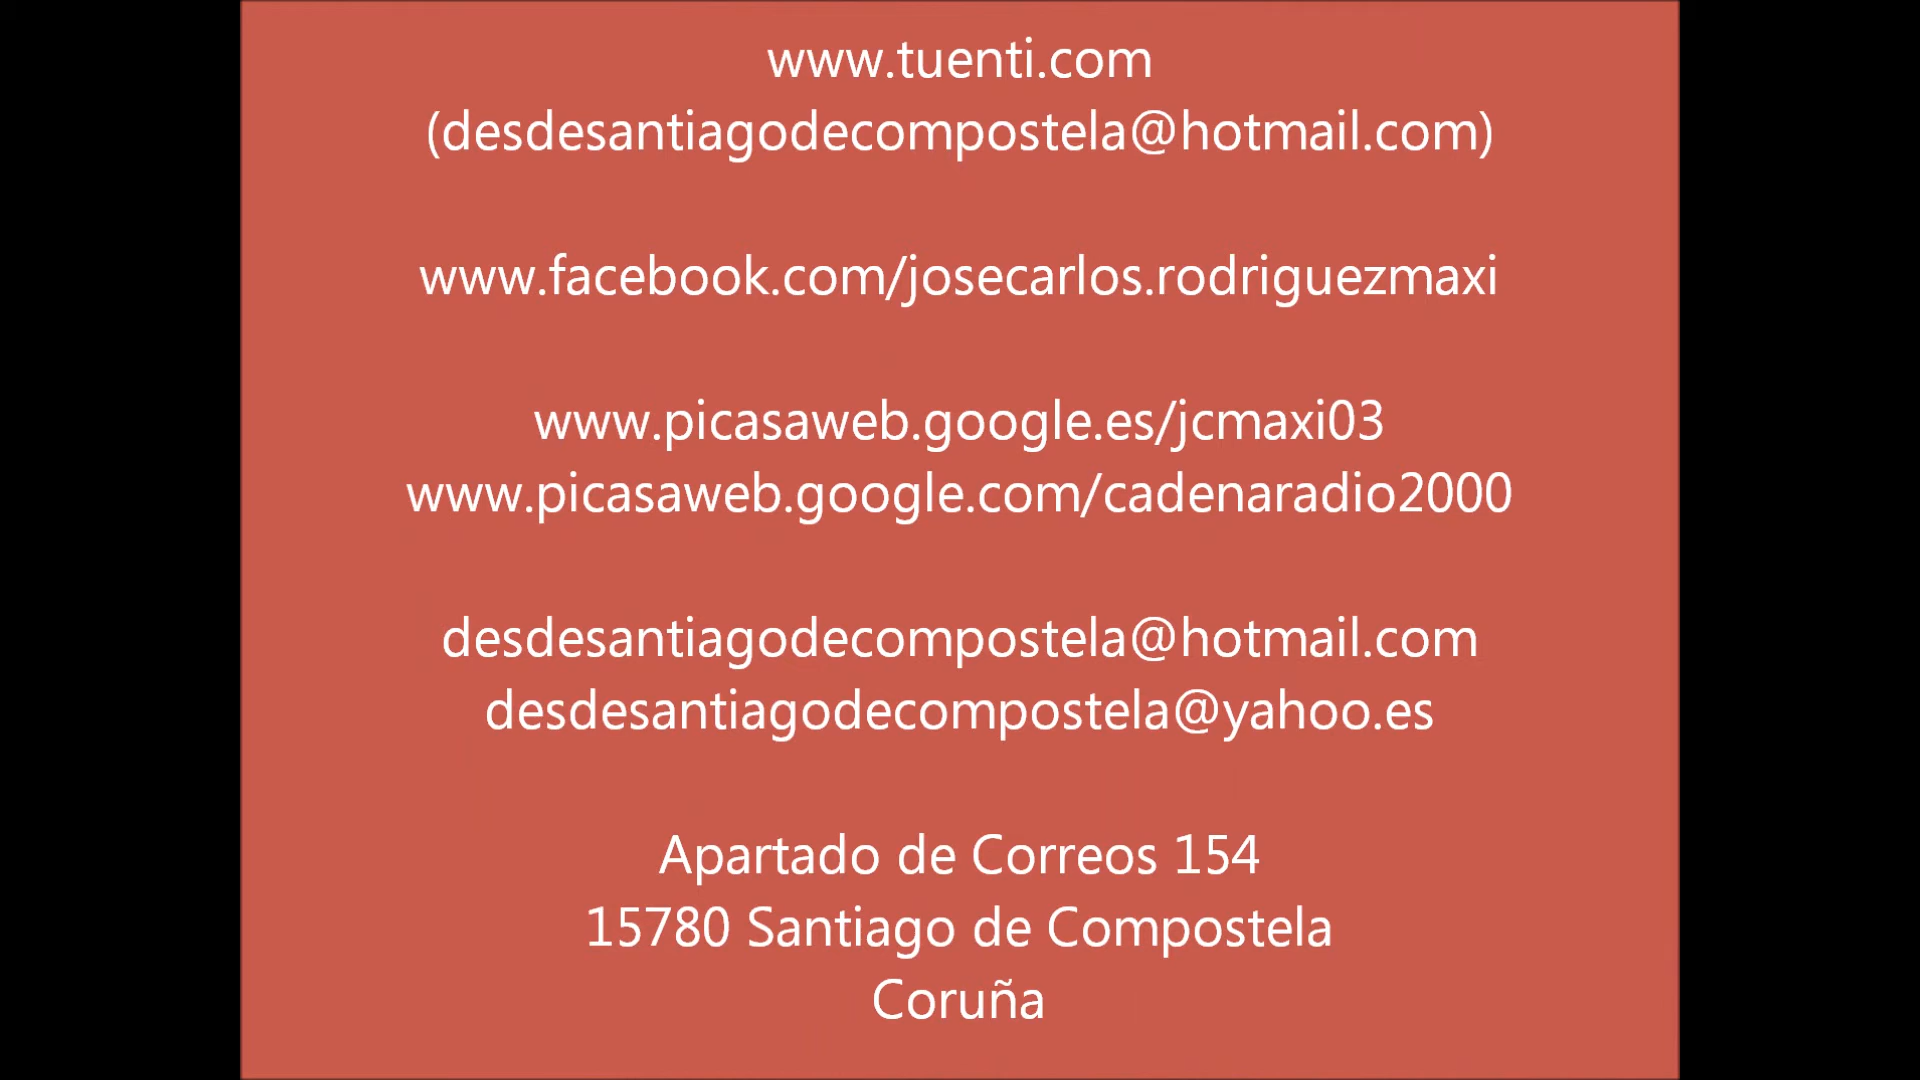 www.tuenti.com
(desdesantiagodecompostela@hotmail.com)
www.facebook.com/josecarlos.rodriguezmaxi
www.picasaweb.google.es/jcmaxi03
www.picasaweb.google.com/cadenaradio2000
desdesantiagodecompostela@hotmail.com
desdesantiagodecompostela@yahoo.es
Apartado de Correos 154
15780 Santiago de Compostela
Coruña